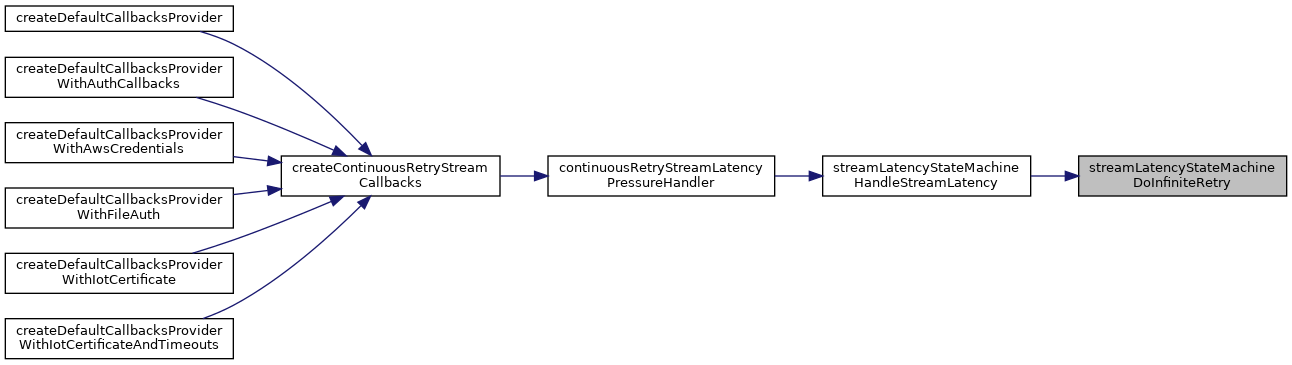 createDefaultCallbacksProvider
createDefaultCallbacksProvider
WithAuthCallbacks
createDefaultCallbacksProvider
WithAwsCredentials
createDefaultCallbacksProvider
WithFileAuth
createDefaultCallbacksProvider
WithIotCertificate
createDefaultCallbacksProvider
WithIotCertificateAndTimeouts
createContinuousRetryStream
Callbacks
continuousRetryStreamLatency
PressureHandler
streamLatencyStateMachine
HandleStreamLatency
streamLatencyStateMachine
DoInfiniteRetry